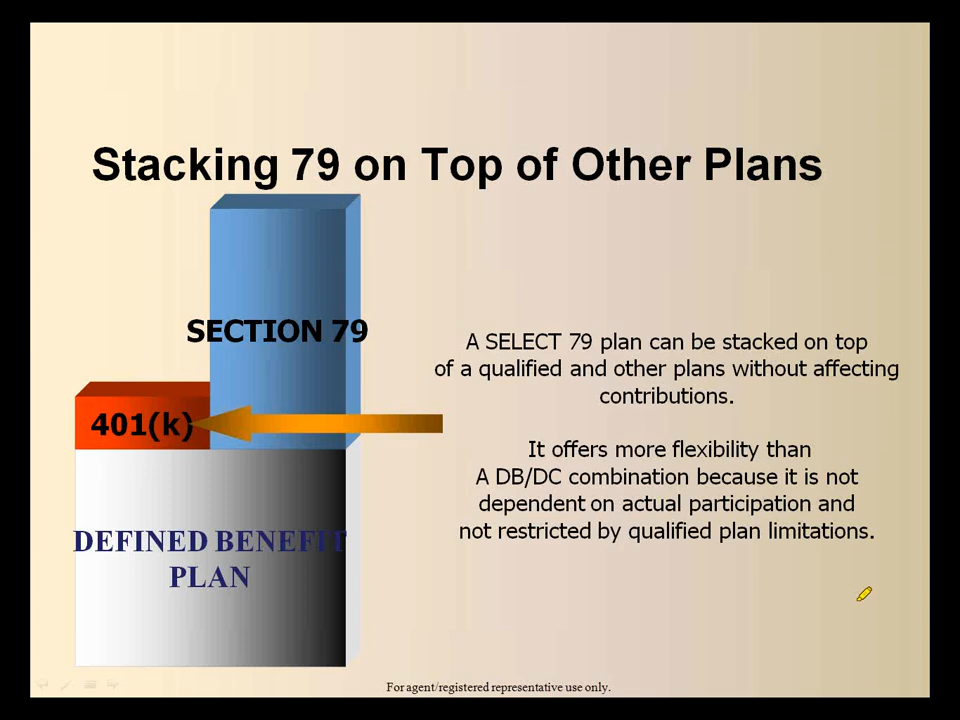 Stacking 79 on Top of Other Plans
SECTION 79
401(k)
DEFINED BENEFIT
PLAN
A SELECT 79 plan can be stacked on top
of a qualified and other plans without affecting
contributions.
It offers more flexibility than
A DB/DC combination because it is not
dependent on actual participation and
not restricted by qualified plan limitations.
For agent/registered representative use only.